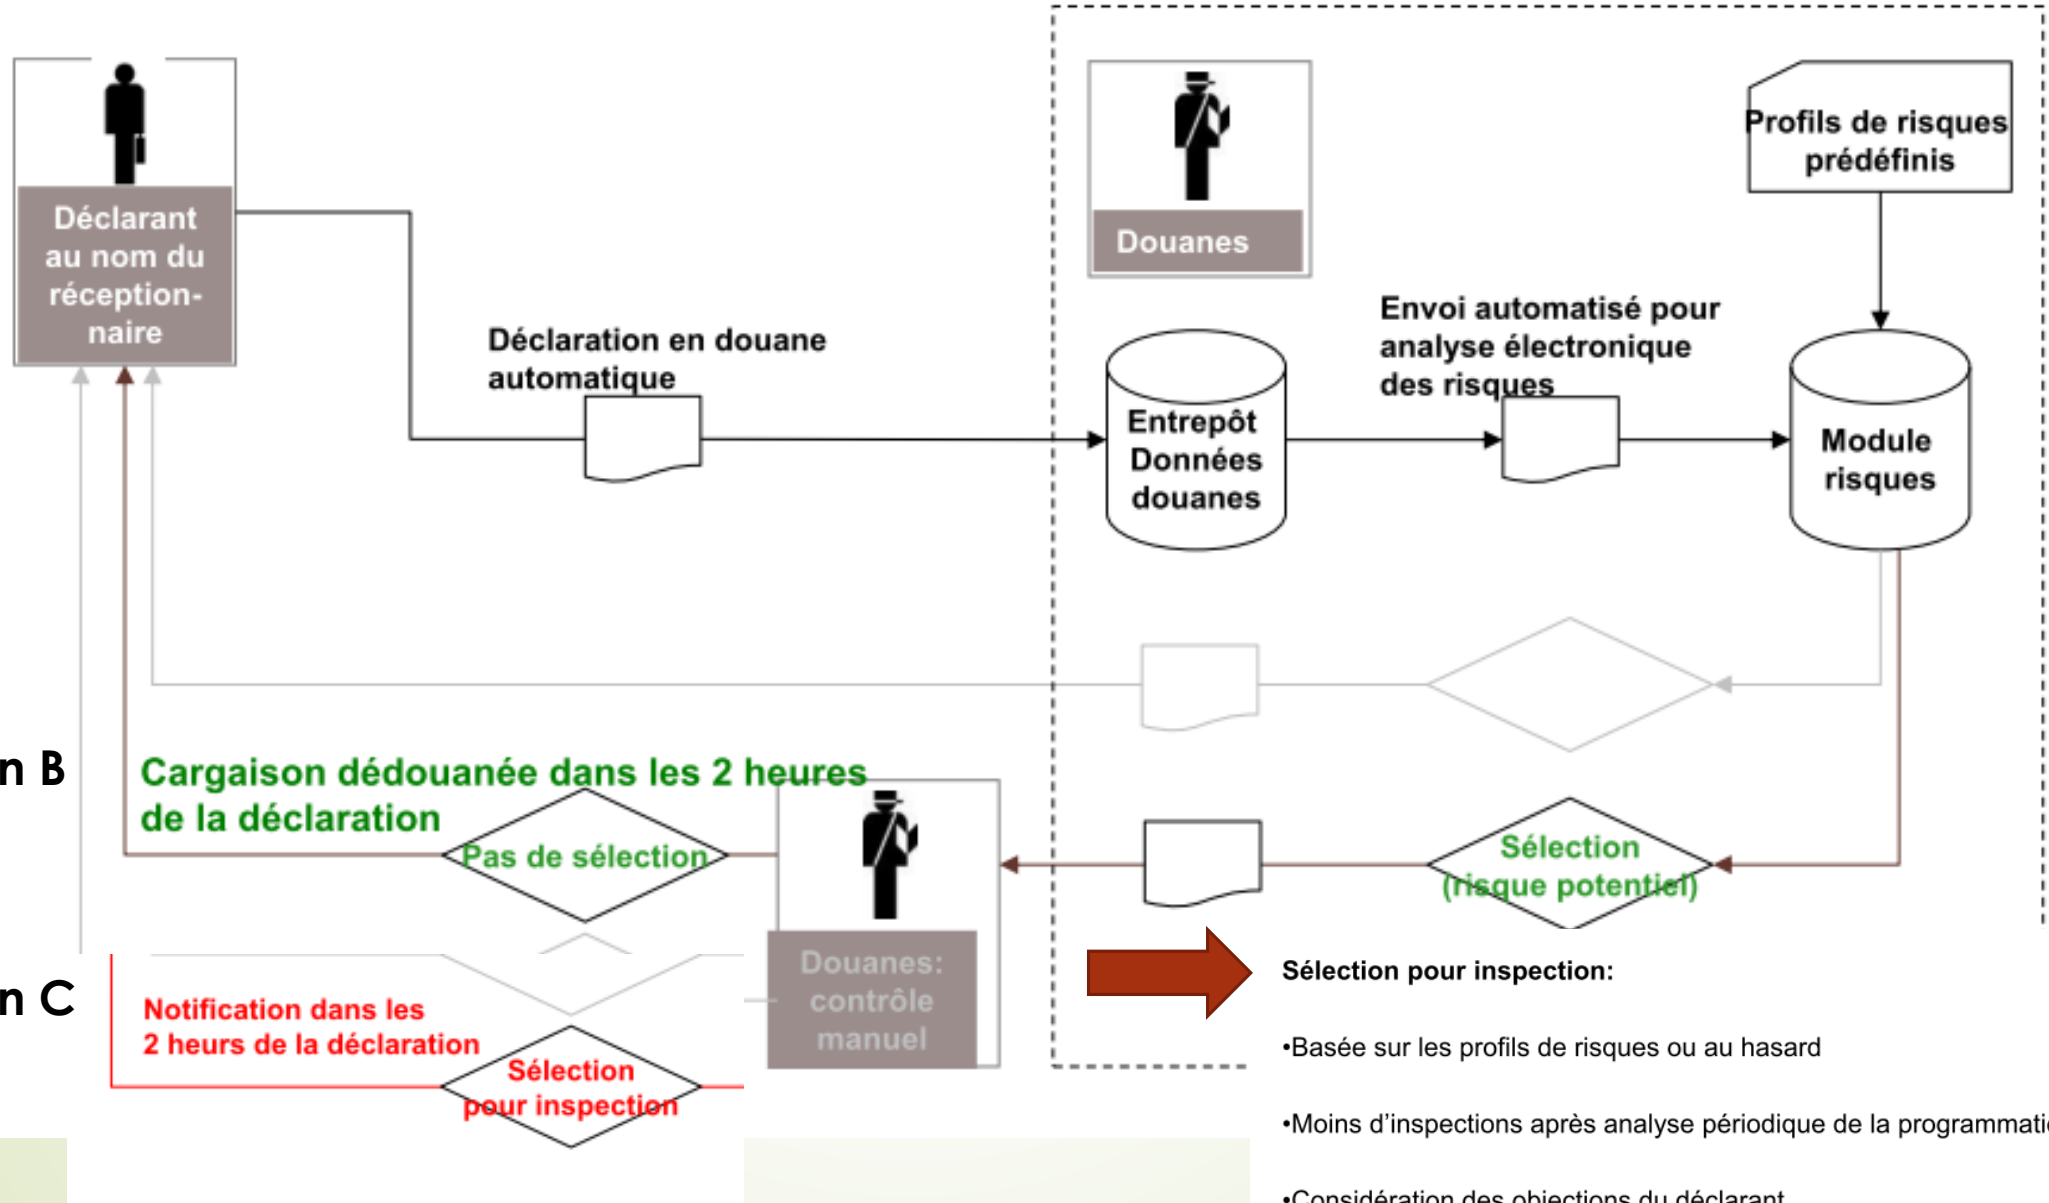 Déclarant
au nom du
réception-
naire
Douanes
Profils de risques
prédéfinis
Déclaration en douane
automatique
Envoi automatisé pour
analyse électronique
des risques
Entrepôt
Données
douanes
Module
risques
n B
Cargaison dédouanée dans les 2 heures
de la déclaration
Pas de sélection
Sélection
(risque potentiel)
n C
Notification dans les
2 heurs de la déclaration
Sélection
pour inspection
Douanes:
contrôle
manuel
Sélection pour inspection:
•Basée sur les profils de risques ou au hasard
•Moins d’inspections après analyse périodique de la programmati
•Considération des objections du déclarant